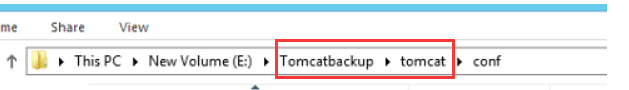 me Share View
This PC New Volume (E:) Tomcatbackup tomcat conf